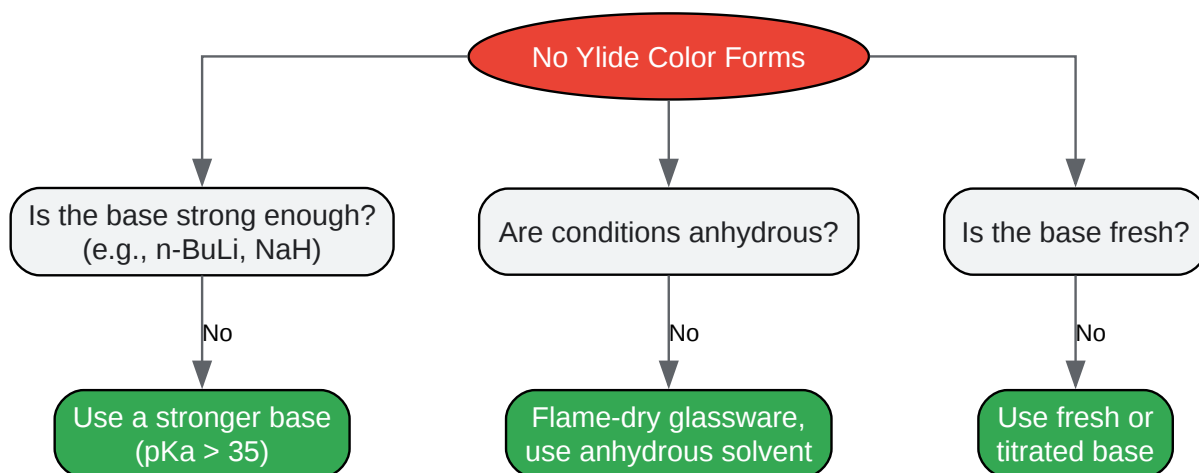 No Ylide Color Forms
Is the base strong enough?
(e.g., n-BuLi, NaH)
Are conditions anhydrous?
Is the base fresh?
No
No
No
Use a stronger base
(pKa > 35)
Flame-dry glassware,
use anhydrous solvent
Use fresh or
titrated base